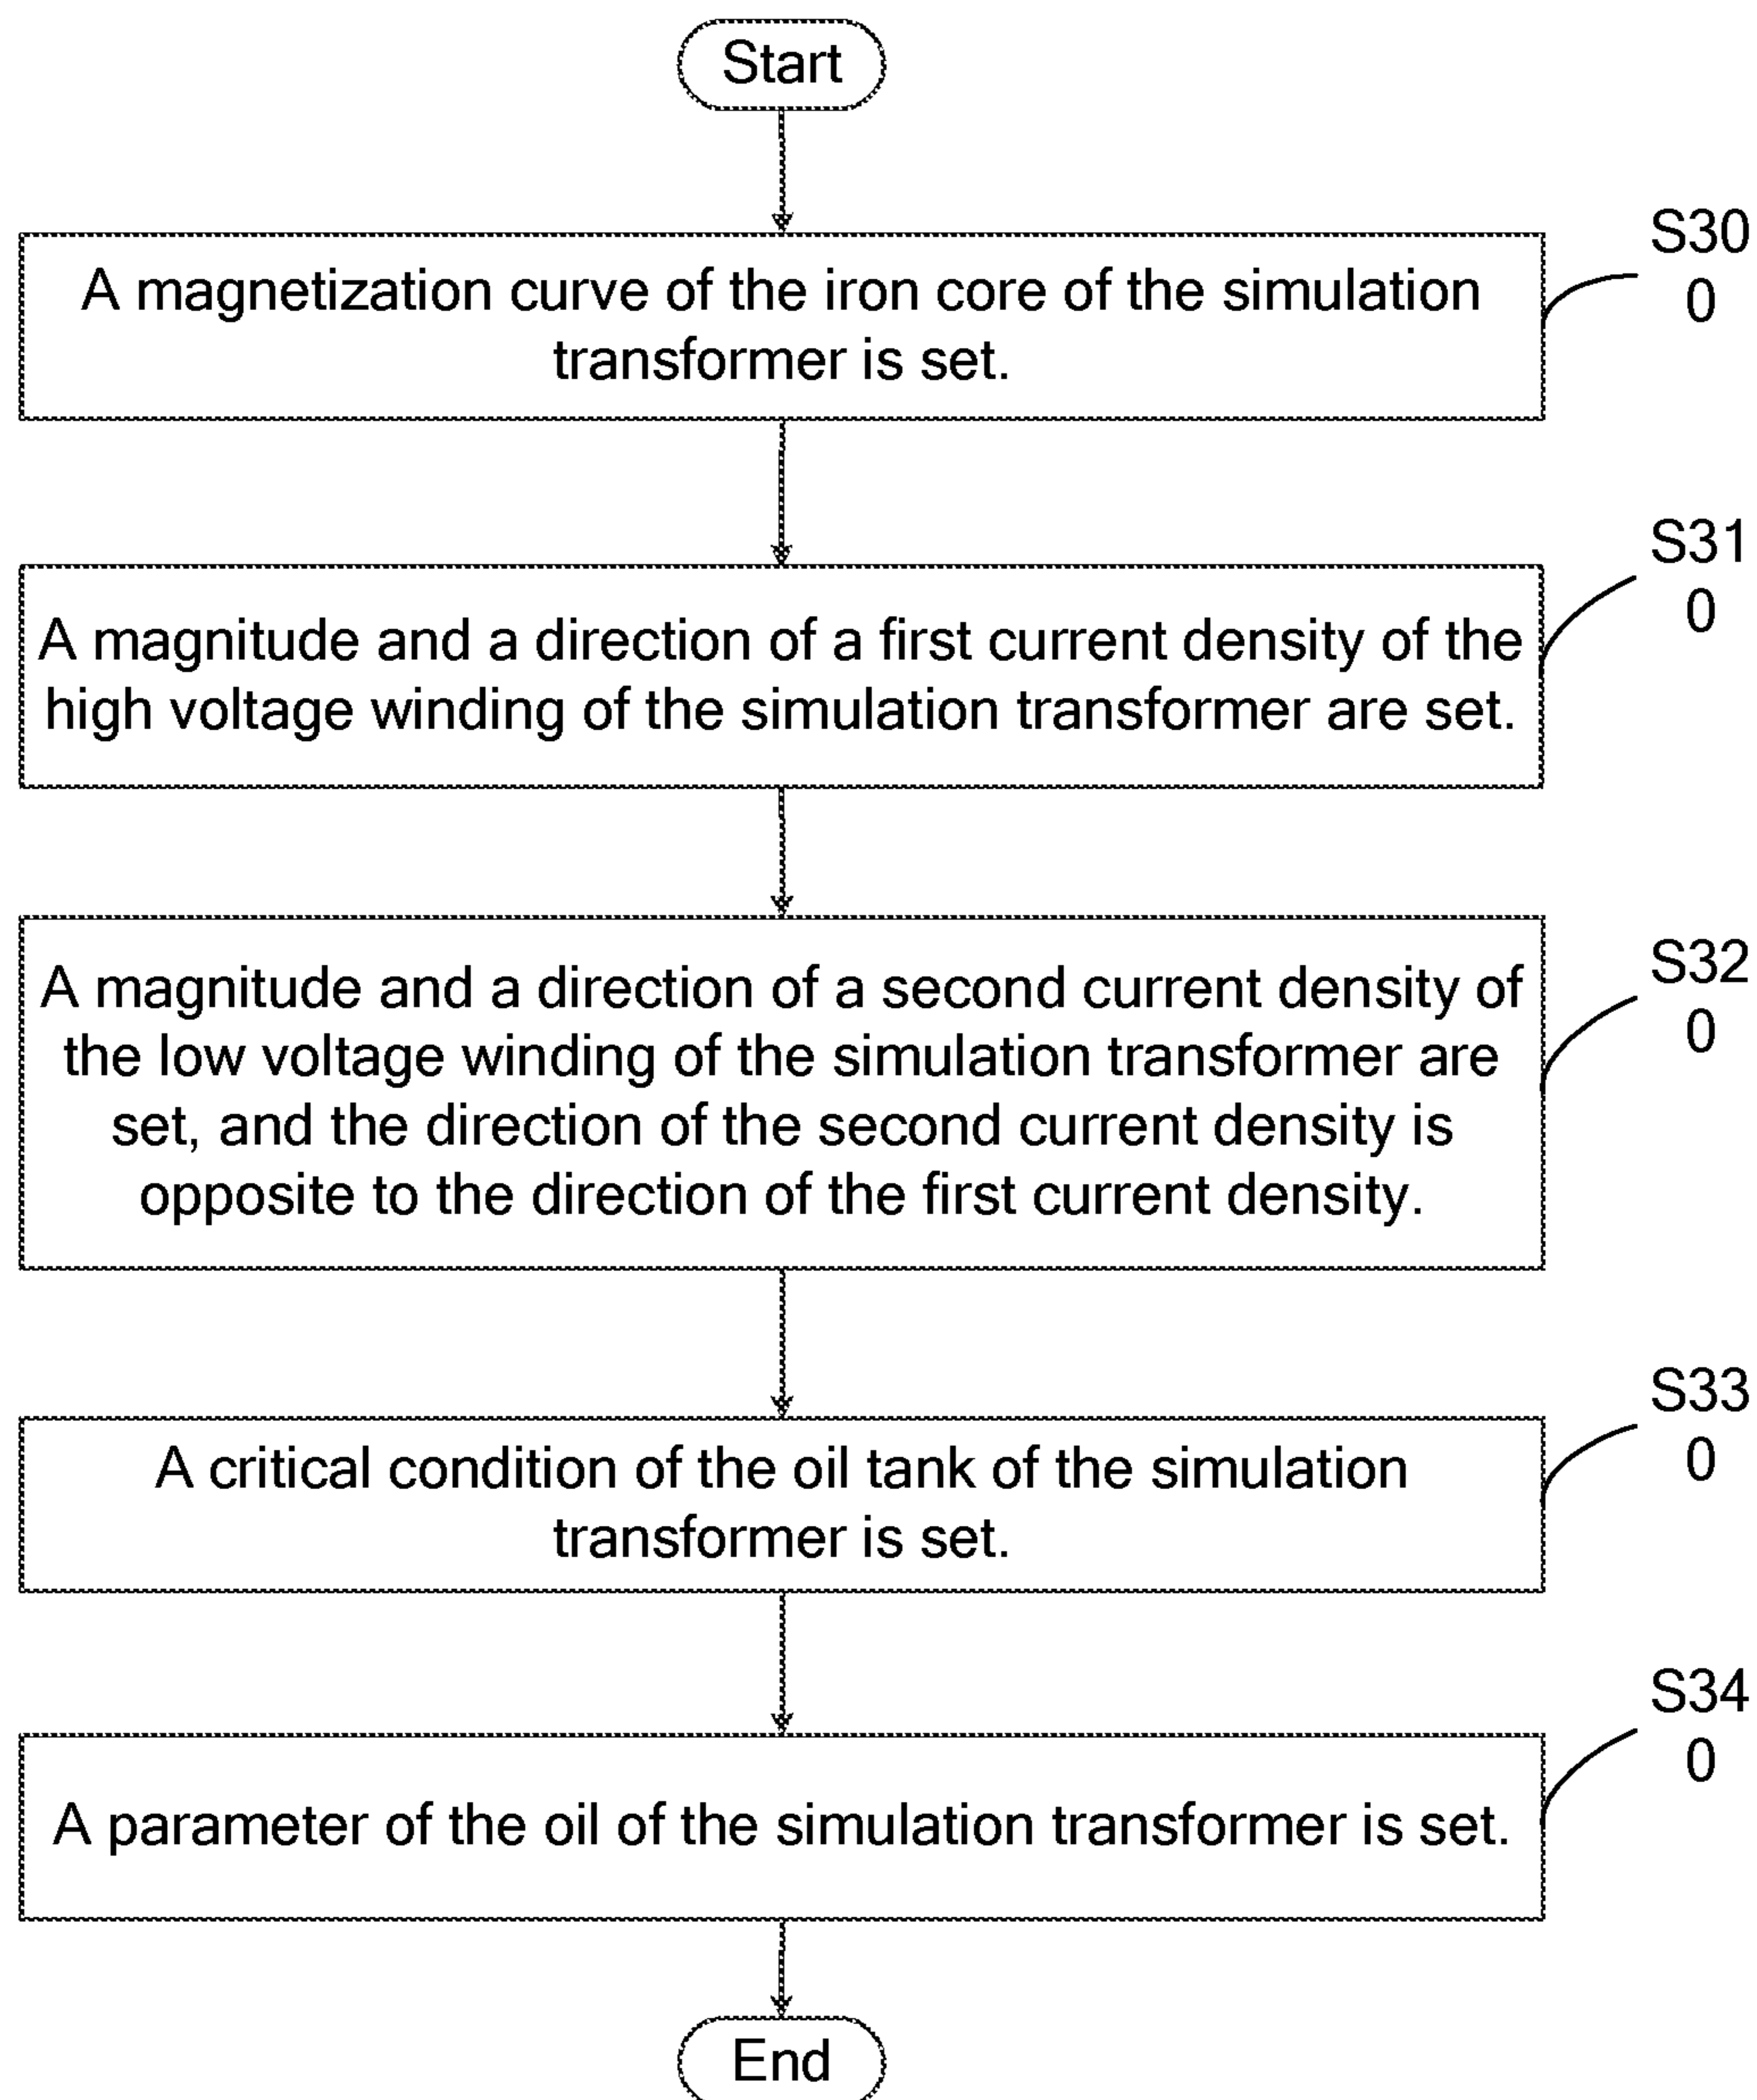 Start
S30
0
A magnetization curve of the iron core of the simulation
transformer is set.
S31
0
A magnitude and a direction of a first current density of the
high voltage winding of the simulation transformer are set.
S32
0
A magnitude and a direction of a second current density of
the low voltage winding of the simulation transformer are
set, and the direction of the second current density is
opposite to the direction of the first current density.
S33
0
A critical condition of the oil tank of the simulation
transformer is set.
S34
0
A parameter of the oil of the simulation transformer is set.
End